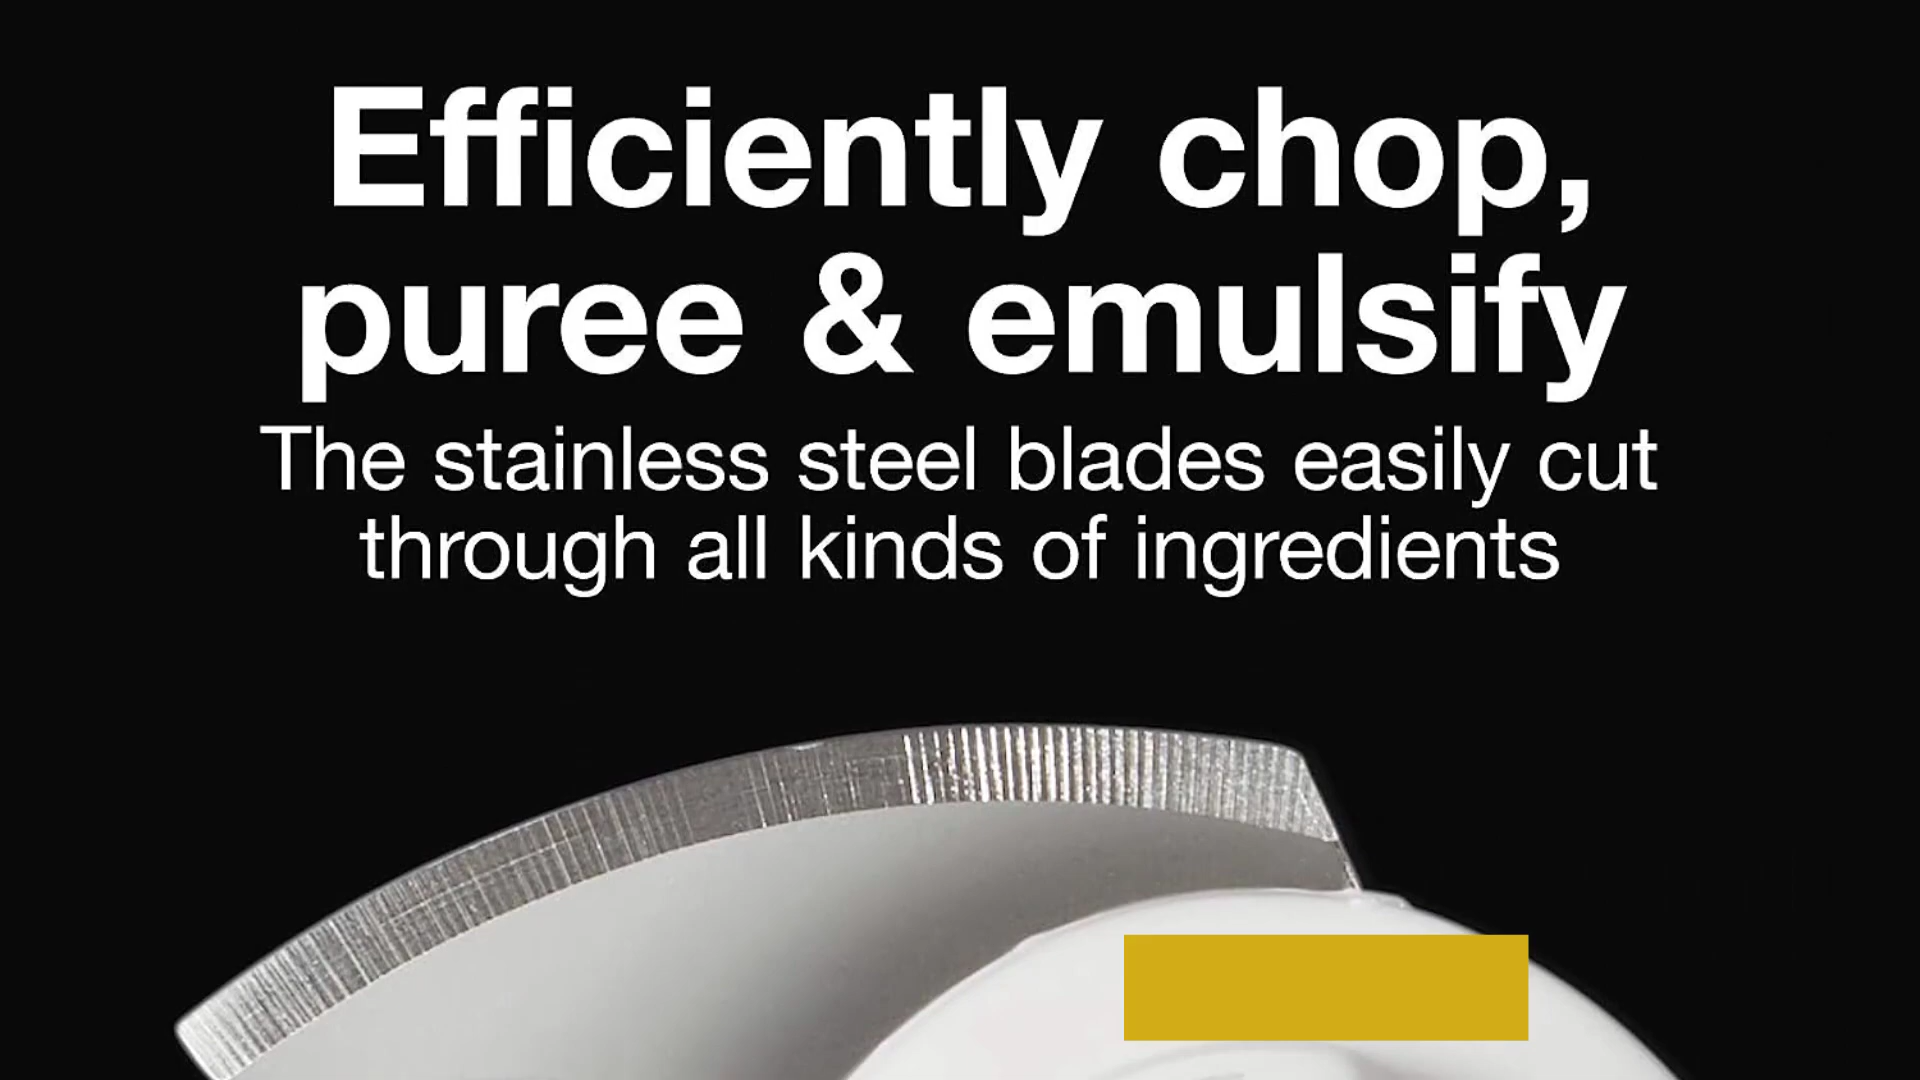 Efficiently chop,
puree & emulsify
The stainless steel blades easily cut
through all kinds of ingredients